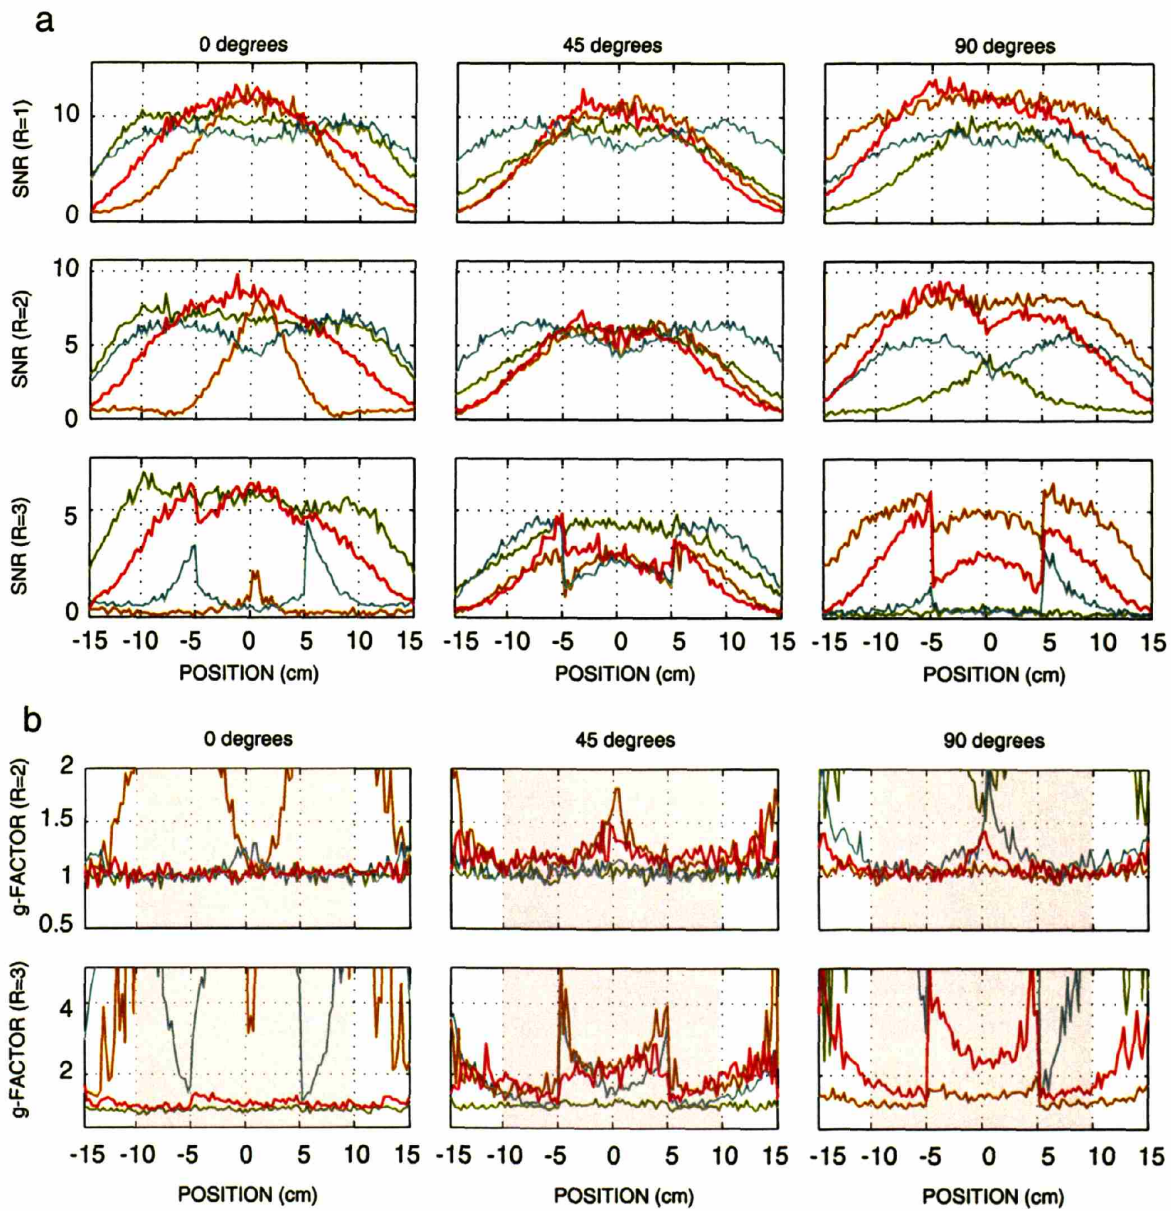 a
0 degrees 45 degrees 90 degrees
SNR (R=1)
10
0
SNR (R=2)
10
5
0
SNR (R=3)
5
0
-15 -10 -5 0 5 10 15 -15 -10 -5 0 5 10 15 -15 -10 -5 0 5 10 15
POSITION (cm) POSITION (cm) POSITION (cm)
b
0 degrees 45 degrees 90 degrees
g-FACTOR (R=2)
2
1.5
1
0.5
g-FACTOR (R=3)
4
2
-15 -10 -5 0 5 10 15 -15 -10 -5 0 5 10 15 -15 -10 -5 0 5 10 15
POSITION (cm) POSITION (cm) POSITION (cm)